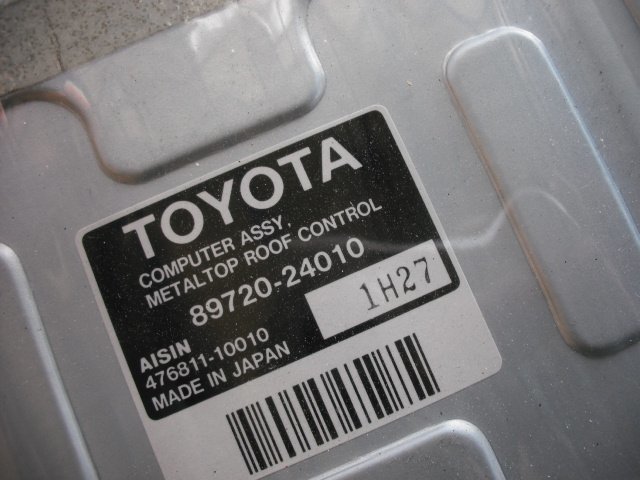 TOYOTA
COMPUTER ASSY,
METALTOP ROOF CONTROL
89720-24010
1H27
AISIN
476811-10010
MADE IN JAPAN